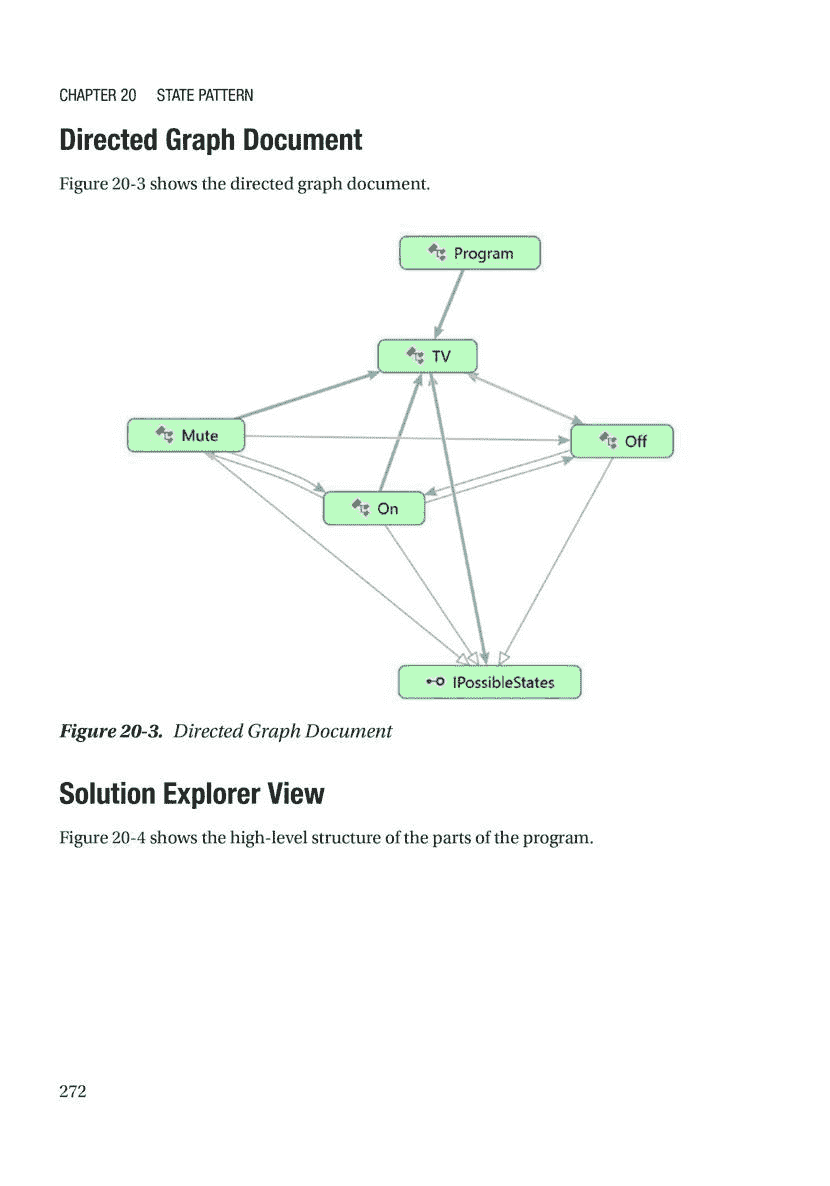 CHAPTER 20 STATE PATTERN
Directed Graph Document
Figure 20-3 shows the directed graph document.
Program
TV
Mute
Off
On
IPossibleStates
Figure 20-3. Directed Graph Document
Solution Explorer View
Figure 20-4 shows the high-level structure of the parts of the program.
272